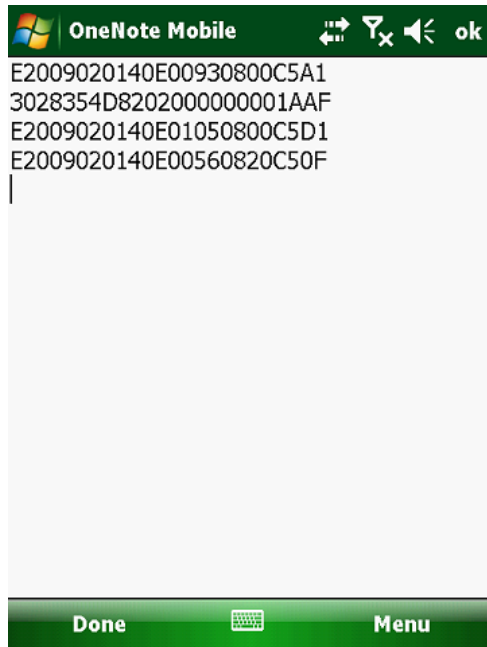 OneNote Mobile ok
E2009020140E00930800C5A1
3028354D8202000000001AAF
E2009020140E01050800C5D1
E2009020140E00560820C50F
Done Menu